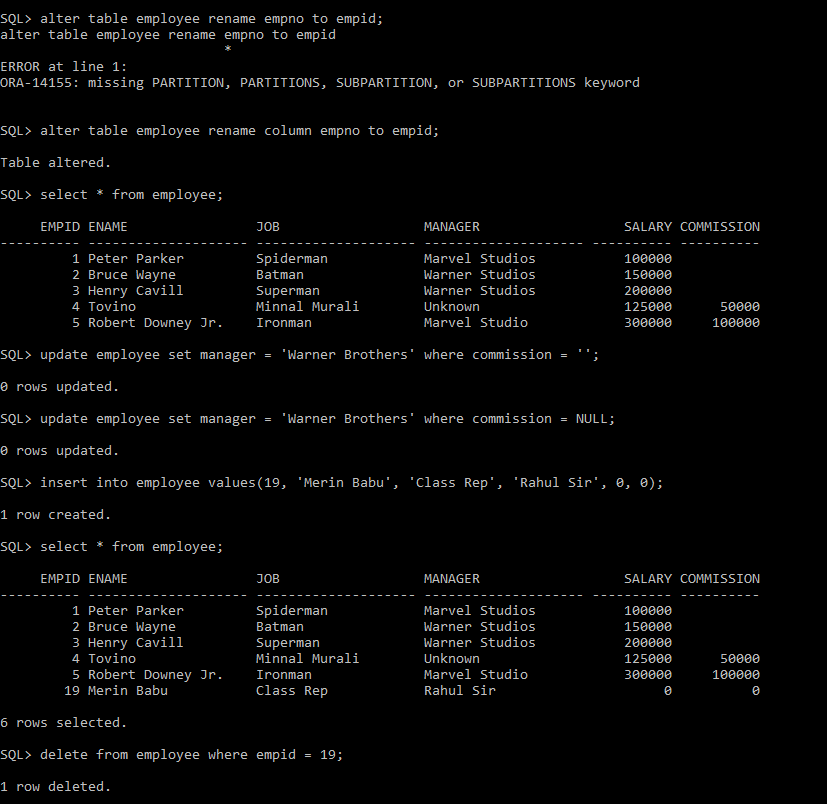 SQL> alter table employee rename empno to empid;
alter table employee rename empno to empid
                            *
ERROR at line 1:
ORA-14155: missing PARTITION, PARTITIONS, SUBPARTITION, or SUBPARTITIONS keyword
SQL> alter table employee rename column empno to empid;
Table altered.
SQL> select * from employee;
     EMPID ENAME                JOB                  MANAGER                  SALARY COMMISSION
---------- -------------------- -------------------- -------------------- ---------- ----------
         1 Peter Parker         Spiderman            Marvel Studios           100000
         2 Bruce Wayne          Batman               Warner Studios           150000
         3 Henry Cavill         Superman             Warner Studios           200000
         4 Tovino               Minnal Murali        Unknown                  125000      50000
         5 Robert Downey Jr.    Ironman              Marvel Studio            300000     100000
SQL> update employee set manager = 'Warner Brothers' where commission = '';
0 rows updated.
SQL> update employee set manager = 'Warner Brothers' where commission = NULL;
0 rows updated.
SQL> insert into employee values(19, 'Merin Babu', 'Class Rep', 'Rahul Sir', 0, 0);
1 row created.
SQL> select * from employee;
     EMPID ENAME                JOB                  MANAGER                  SALARY COMMISSION
---------- -------------------- -------------------- -------------------- ---------- ----------
         1 Peter Parker         Spiderman            Marvel Studios           100000
         2 Bruce Wayne          Batman               Warner Studios           150000
         3 Henry Cavill         Superman             Warner Studios           200000
         4 Tovino               Minnal Murali        Unknown                  125000      50000
         5 Robert Downey Jr.    Ironman              Marvel Studio            300000     100000
        19 Merin Babu           Class Rep            Rahul Sir                     0          0
6 rows selected.
SQL> delete from employee where empid = 19;
1 row deleted.